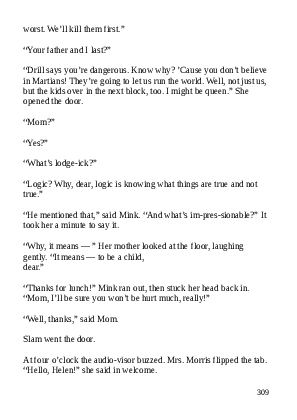 worst. We’ll kill them first.”
“Your father and I last?”
“Drill says you’re dangerous. Know why? ’Cause you don’t believe
in Martians! They’re going to let us run the world. Well, not just us,
but the kids over in the next block, too. I might be queen.” She
opened the door.
“Mom?”
“Yes?”
“What’s lodge-ick?”
“Logic? Why, dear, logic is knowing what things are true and not
true.”
“He mentioned that,” said Mink. “And what’s im-pres-sionable?” It
took her a minute to say it.
“Why, it means — ” Her mother looked at the floor, laughing
gently. “It means — to be a child,
dear.”
“Thanks for lunch!” Mink ran out, then stuck her head back in.
“Mom, I’ll be sure you won’t be hurt much, really!”
“Well, thanks,” said Mom.
Slam went the door.
At four o’clock the audio-visor buzzed. Mrs. Morris flipped the tab.
“Hello, Helen!” she said in welcome.
309